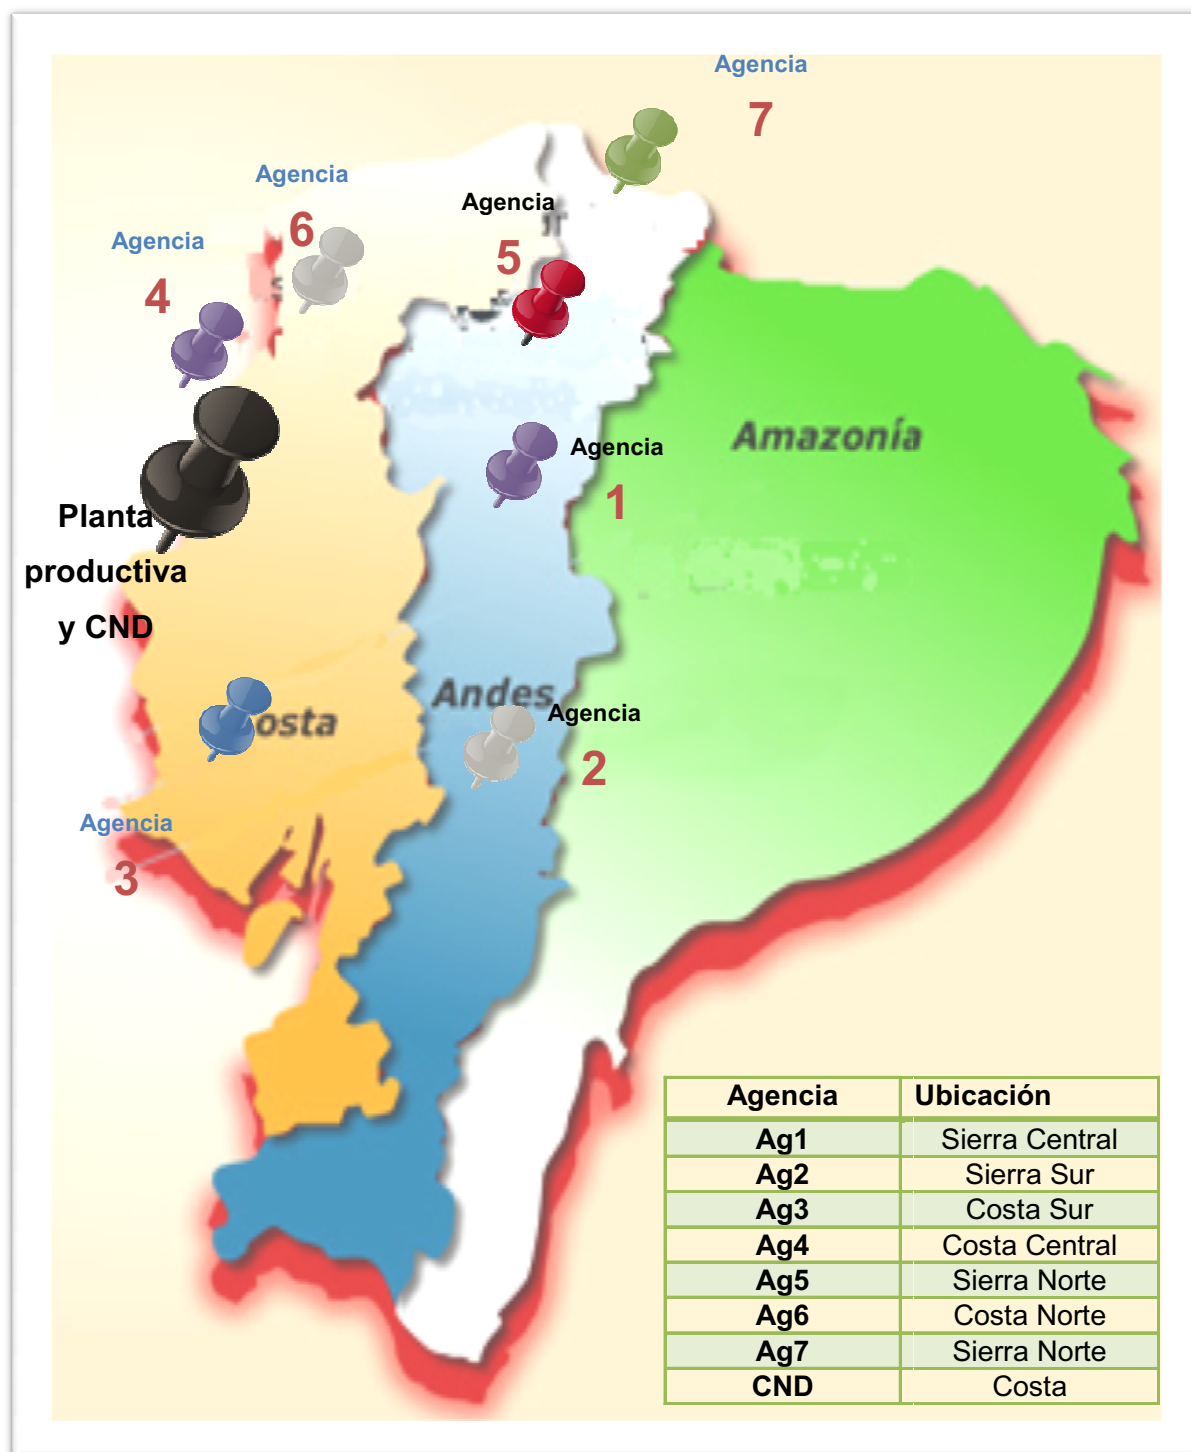 Agencia
7
Agencia
6
Agencia
5
Agencia
4
Amazonía
Agencia
1
Planta
productiva
y CND
Andes
Agencia
2
osta
Agencia
3
Agencia Ubicación
Ag1 Sierra Central
Ag2 Sierra Sur
Ag3 Costa Sur
Ag4 Costa Central
Ag5 Sierra Norte
Ag6 Costa Norte
Ag7 Sierra Norte
CND Costa